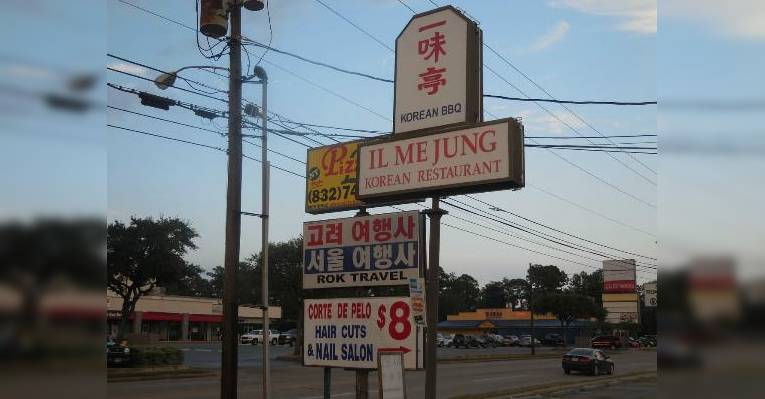 一味亭
KOREAN BBQ
IL ME JUNG
KOREAN RESTAURANT
(832)
고려 여행사
서울 여행사
ROK TRAVEL
CORTE DE PELO
HAIR CUTS
& NAIL SALON
$8